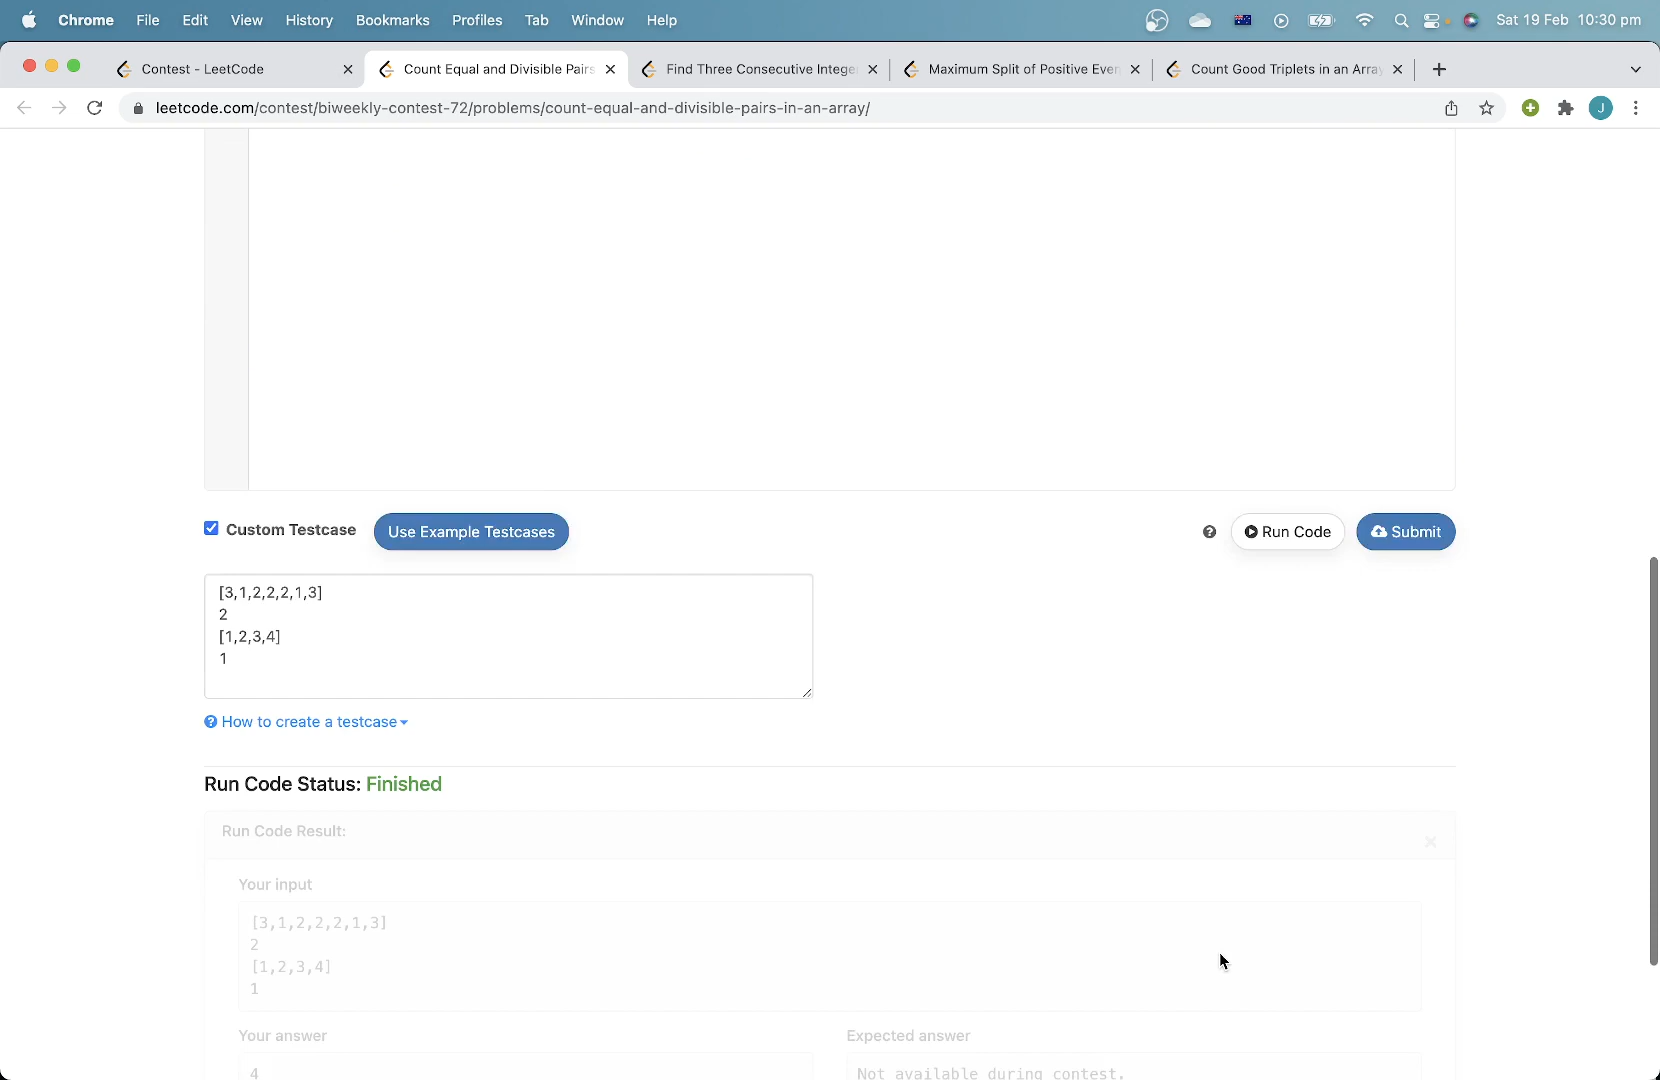 Chrome File Edit View History Bookmarks Profiles Tab Window Help Sat 19 Feb 10:30 pm
Contest - LeetCode Count Equal and Divisible Pairs Find Three Consecutive Intege Maximum Split of Positive Even Count Good Triplets in an Array
leetcode.com/contest/biweekly-contest-72/problems/count-equal-and-divisible-pairs-in-an-array/ J
Custom Testcase Use Example Testcases Run Code Submit
[3,1,2,2,2,1,3]
2
[1,2,3,4]
1
How to create a testcase
Run Code Status: Finished
Run Code Result:
Your input
[3,1,2,2,2,1,3]
2
[1,2,3,4]
1
Your answer Expected answer
4 Not available during contest.